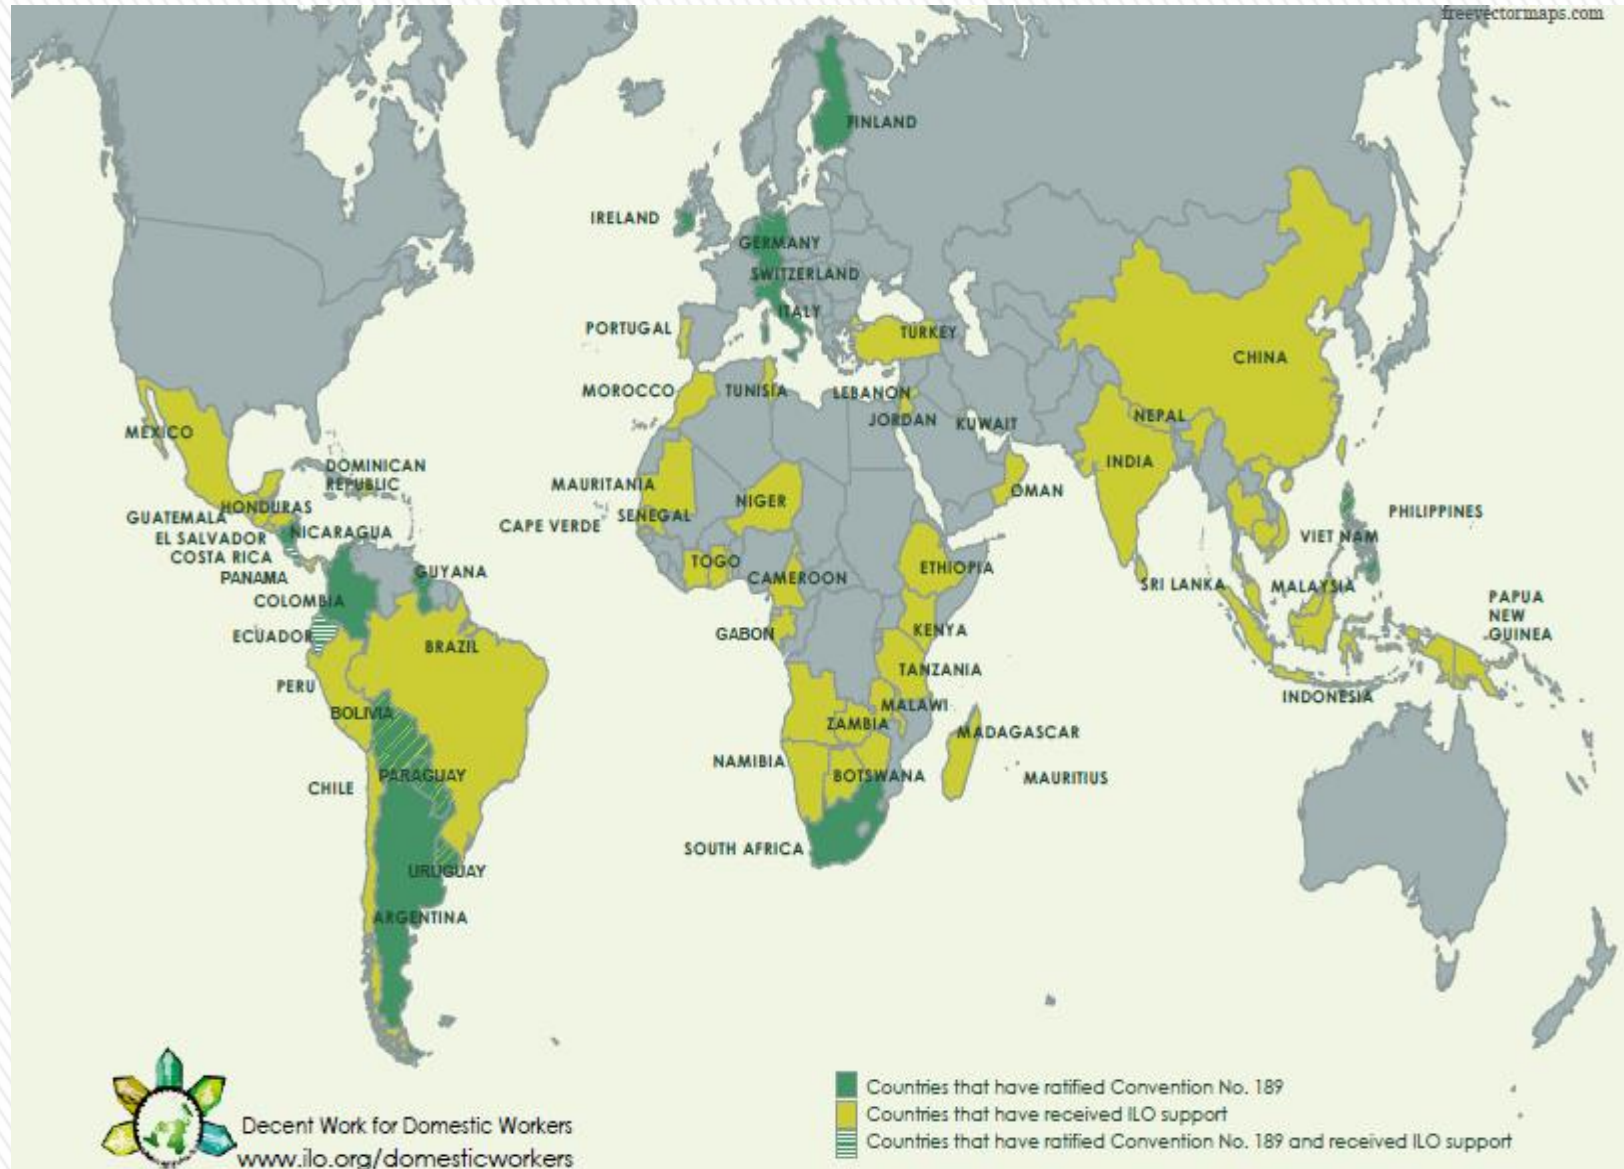 freevectormaps.com
FINLAND
IRELAND
GERMANY
SWITZERLAND
ITALY
PORTUGAL
TURKEY
CHINA
MOROCCO
TUNISIA
LEBANON
JORDAN
KUWAIT
NEPAL
MEXICO
INDIA
DOMINICAN
REPUBLIC
MAURITANIA
NIGER
OMAN
HONDURAS
GUATEMALA
SENEGAL
CAPE VERDE
PHILIPPINES
NICARAGUA
EL SALVADOR
VIET NAM
COSTA RICA
TOGO
ETHIOPIA
PANAMA
GUYANA
CAMEROON
SRI LANKA
MALAYSIA
COLOMBIA
PAPUA
NEW
GUINEA
ECUADOR
GABON
KENYA
BRAZIL
TANZANIA
PERU
INDONESIA
BOLIVIA
MALAWI
ZAMBIA
MADAGASCAR
NAMIBIA
PARAGUAY
BOTSWANA
MAURITIUS
CHILE
SOUTH AFRICA
URUGUAY
ARGENTINA
Countries that have ratified Convention No. 189
Countries that have received ILO support
Countries that have ratified Convention No. 189 and received ILO support
Decent Work for Domestic Workers
www.ilo.org/domesticworkers